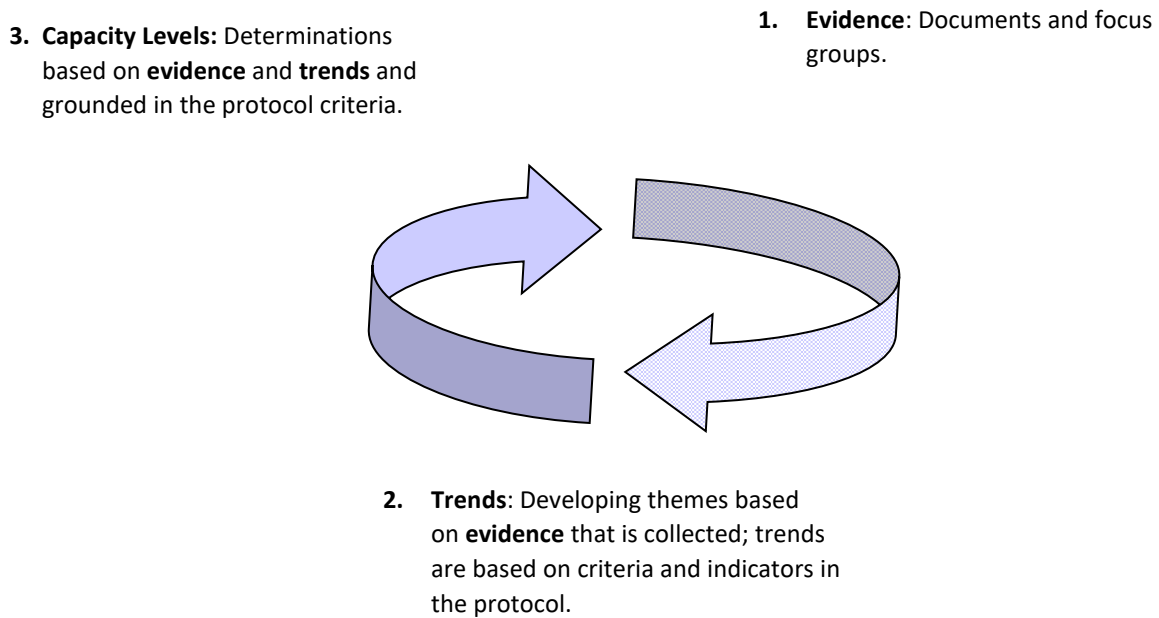 3. Capacity Levels: Determinations
based on evidence and trends and
grounded in the protocol criteria.
1. Evidence: Documents and focus
groups.
2. Trends: Developing themes based
on evidence that is collected; trends
are based on criteria and indicators in
the protocol.